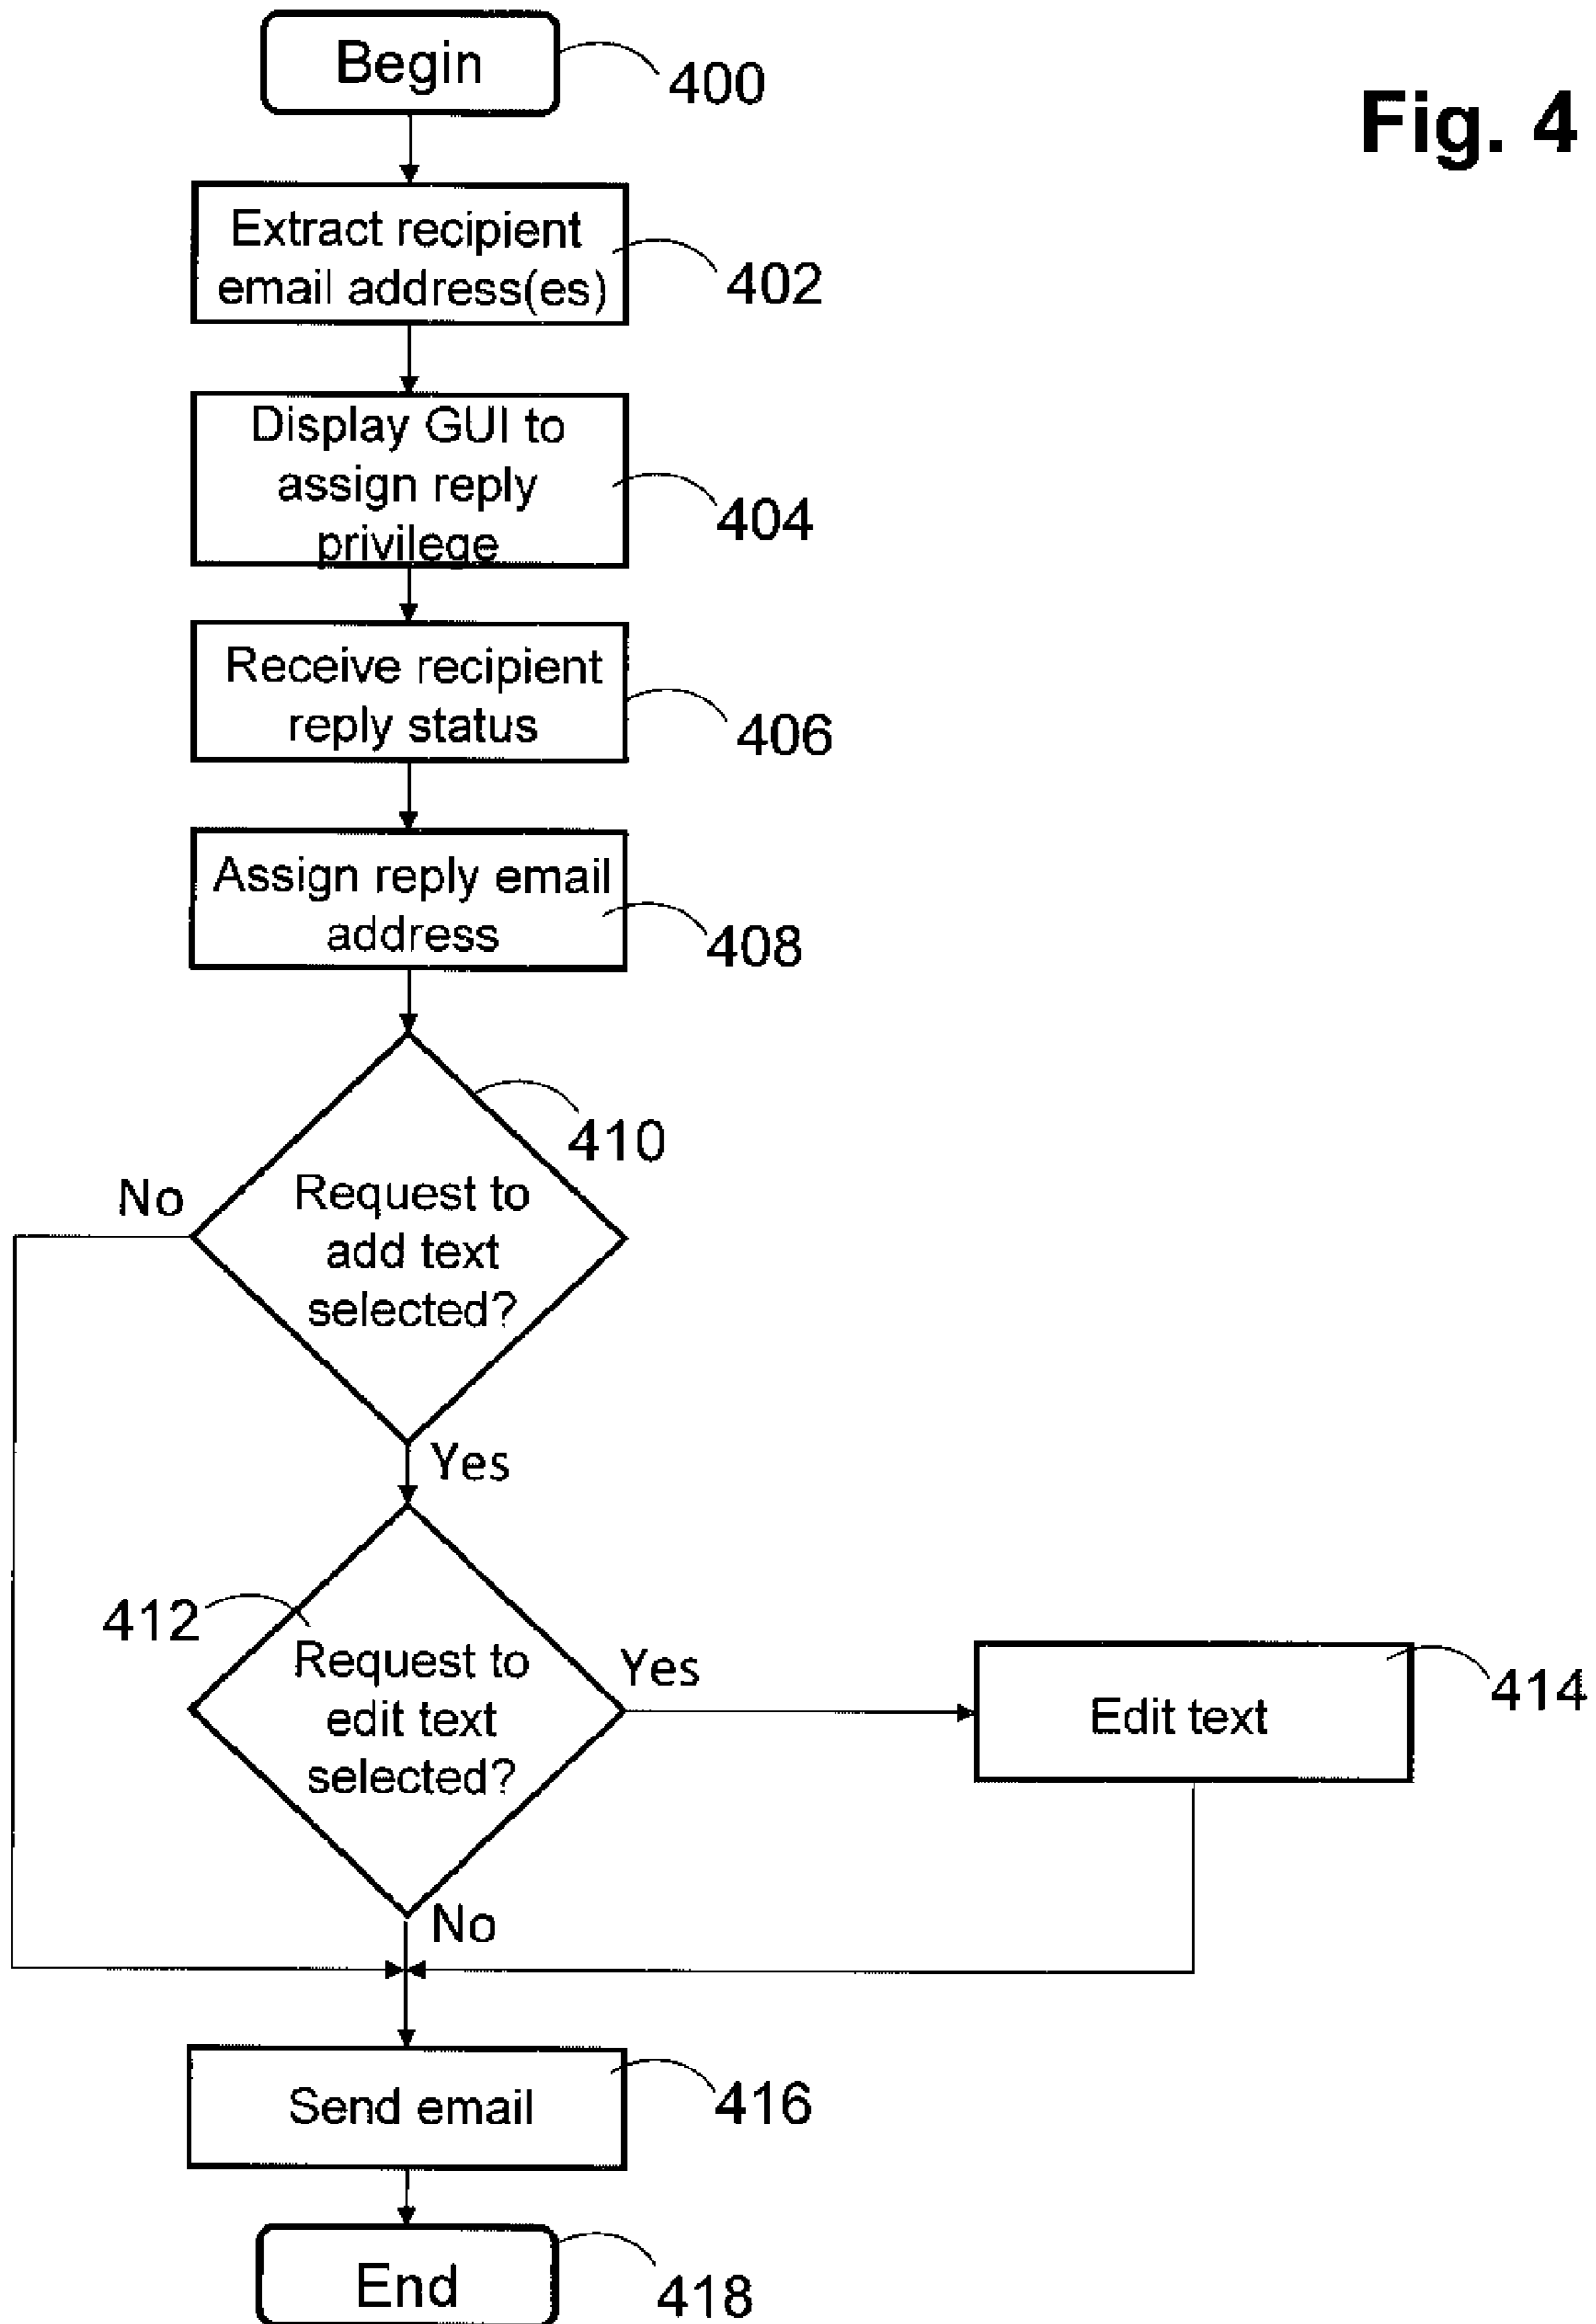 Begin
400
Fig. 4
Extract recipient
email address(es)
402
Display GUI to
assign reply
privilege
404
Receive recipient
reply status
406
Assign reply email
address
408
410
No
Request to
add text
selected?
Yes
412
Request to
edit text
selected?
Yes
Edit text
414
No
Send email
416
End
418